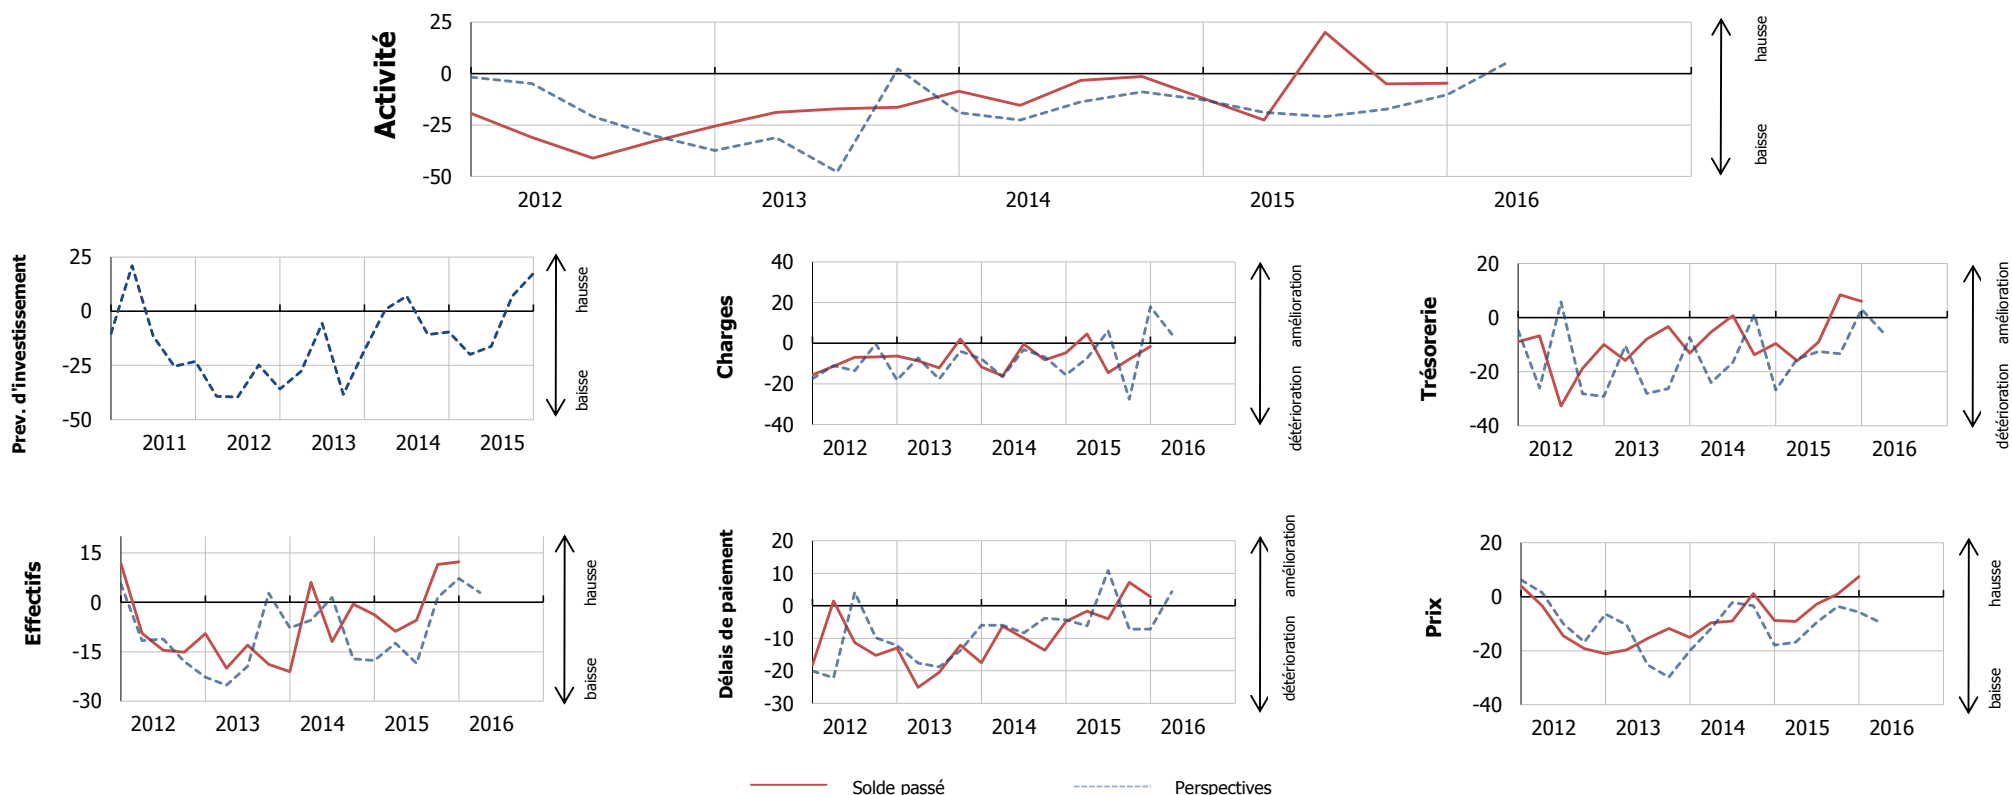 Activité
25
0
-25
-50
2012
2013
2014
2015
2016
hausse
baisse
Prev. d'investissement
25
0
-25
-50
2011
2012
2013
2014
2015
hausse
baisse
Charges
40
20
0
-20
-40
2012
2013
2014
2015
2016
amélioration
détérioration
Trésorerie
20
0
-20
-40
2012
2013
2014
2015
2016
amélioration
détérioration
Effectifs
15
0
-15
-30
2012
2013
2014
2015
2016
hausse
baisse
Délais de paiement
20
10
0
-10
-20
-30
2012
2013
2014
2015
2016
amélioration
détérioration
Prix
20
0
-20
-40
2012
2013
2014
2015
2016
hausse
baisse
Solde passé
Perspectives